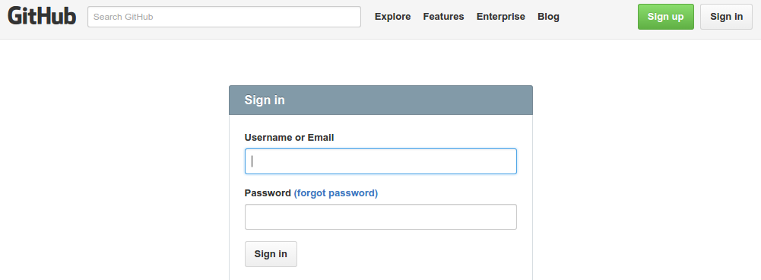 GitHub Search GitHub Explore Features Enterprise Blog Sign up Sign in
Sign in
Username or Email
Password (forgot password)
Sign in